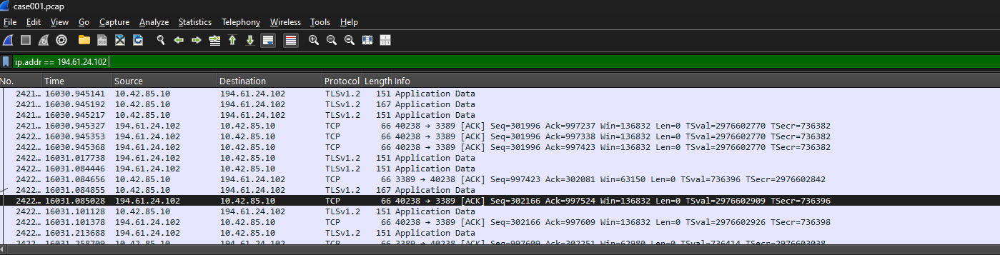 case001.pcap
File Edit View Go Capture Analyze Statistics Telephony Wireless Tools Help
ip.addr == 194.61.24.102
No. Time Source Destination Protocol Length Info
2421… 16030.945141 10.42.85.10 194.61.24.102 TLSv1.2 151 Application Data
2421… 16030.945192 10.42.85.10 194.61.24.102 TLSv1.2 167 Application Data
2421… 16030.945217 10.42.85.10 194.61.24.102 TLSv1.2 151 Application Data
2421… 16030.945327 194.61.24.102 10.42.85.10 TCP 66 40238 → 3389 [ACK] Seq=301996 Ack=997237 Win=136832 Len=0 TSval=2976602770 TSecr=736382
2421… 16030.945353 194.61.24.102 10.42.85.10 TCP 66 40238 → 3389 [ACK] Seq=301996 Ack=997338 Win=136832 Len=0 TSval=2976602770 TSecr=736382
2421… 16030.945368 194.61.24.102 10.42.85.10 TCP 66 40238 → 3389 [ACK] Seq=301996 Ack=997423 Win=136832 Len=0 TSval=2976602770 TSecr=736382
2422… 16031.017738 194.61.24.102 10.42.85.10 TLSv1.2 151 Application Data
2422… 16031.084446 194.61.24.102 10.42.85.10 TLSv1.2 151 Application Data
2422… 16031.084656 10.42.85.10 194.61.24.102 TCP 66 3389 → 40238 [ACK] Seq=997423 Ack=302081 Win=63150 Len=0 TSval=736396 TSecr=2976602842
2422… 16031.084855 10.42.85.10 194.61.24.102 TLSv1.2 167 Application Data
2422… 16031.085028 194.61.24.102 10.42.85.10 TCP 66 40238 → 3389 [ACK] Seq=302166 Ack=997524 Win=136832 Len=0 TSval=2976602909 TSecr=736396
2422… 16031.101128 10.42.85.10 194.61.24.102 TLSv1.2 151 Application Data
2422… 16031.101378 194.61.24.102 10.42.85.10 TCP 66 40238 → 3389 [ACK] Seq=302166 Ack=997609 Win=136832 Len=0 TSval=2976602926 TSecr=736398
2422… 16031.213688 194.61.24.102 10.42.85.10 TLSv1.2 151 Application Data
2422… 16031.258709 10.42.85.10 194.61.24.102 TCP 66 3389 → 40238 [ACK] Seq=997609 Ack=302251 Win=62980 Len=0 TSval=736414 TSecr=2976603038